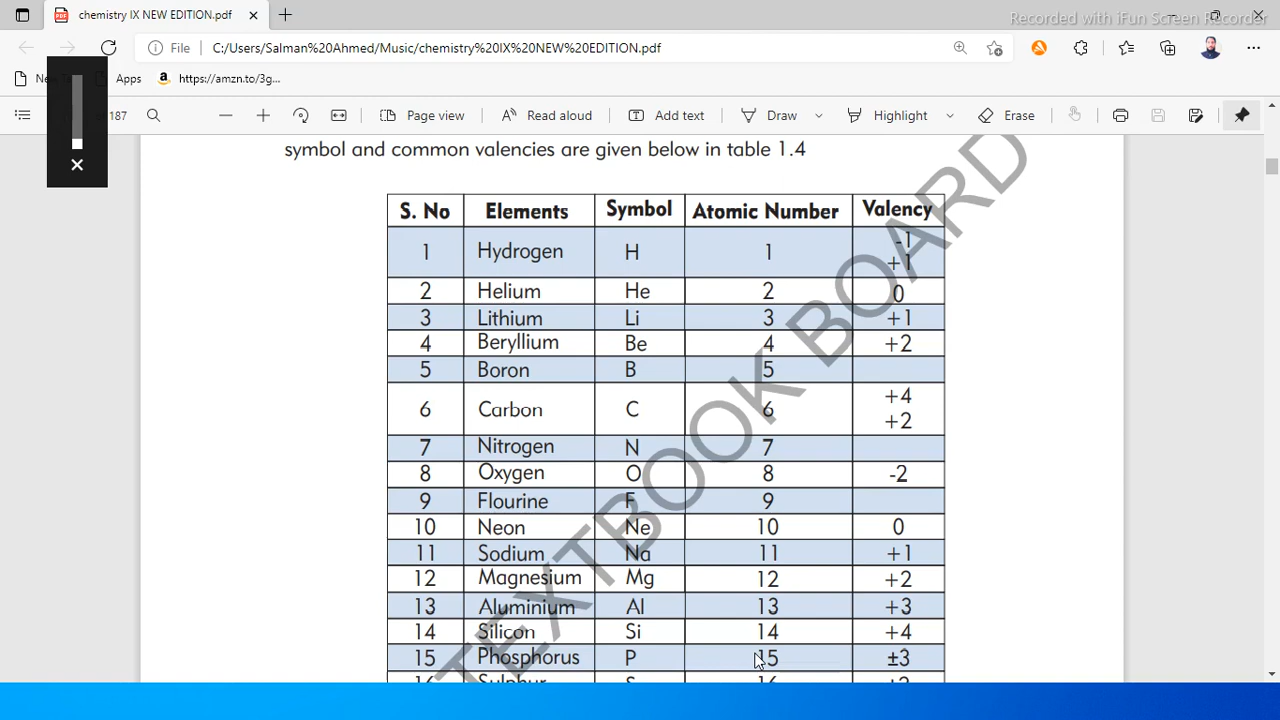 chemistry IX NEW EDITION.pdf
Recorded with iFun Screen Recorder
File C:/Users/Salman%20Ahmed/Music/chemistry%20IX%20NEW%20EDITION.pdf
New Apps https://amzn.to/3g...
187 Page view Read aloud Add text Draw Highlight Erase
symbol and common valencies are given below in table 1.4
S. No Elements Symbol Atomic Number Valency
1 Hydrogen H 1 -1 +1
2 Helium He 2 0
3 Lithium Li 3 +1
4 Beryllium Be 4 +2
5 Boron B 5
6 Carbon C 6 +4 +2
7 Nitrogen N 7
8 Oxygen O 8 -2
9 Flourine F 9
10 Neon Ne 10 0
11 Sodium Na 11 +1
12 Magnesium Mg 12 +2
13 Aluminium Al 13 +3
14 Silicon Si 14 +4
15 Phosphorus P 15 ±3
16 Sulphur S 16
TEXTBOOK BOARD